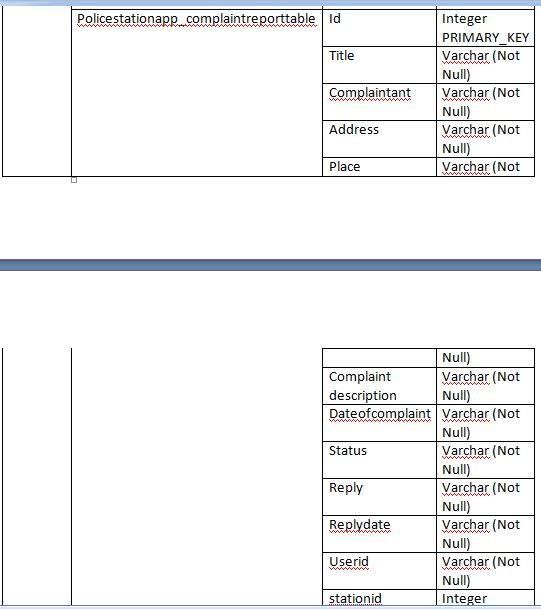 Policestationapp_complaintreporttable Id Integer
PRIMARY_KEY
Title Varchar (Not
Null)
Complaintant Varchar (Not
Null)
Address Varchar (Not
Null)
Place Varchar (Not
Null)
Complaint Varchar (Not
description Null)
Dateofcomplaint Varchar (Not
Null)
Status Varchar (Not
Null)
Reply Varchar (Not
Null)
Replydate Varchar (Not
Null)
Userid Varchar (Not
Null)
stationid Integer